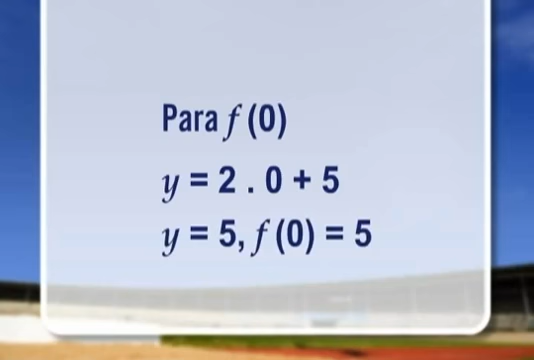 Para f (0)
y = 2 . 0 + 5
y = 5, f (0) = 5